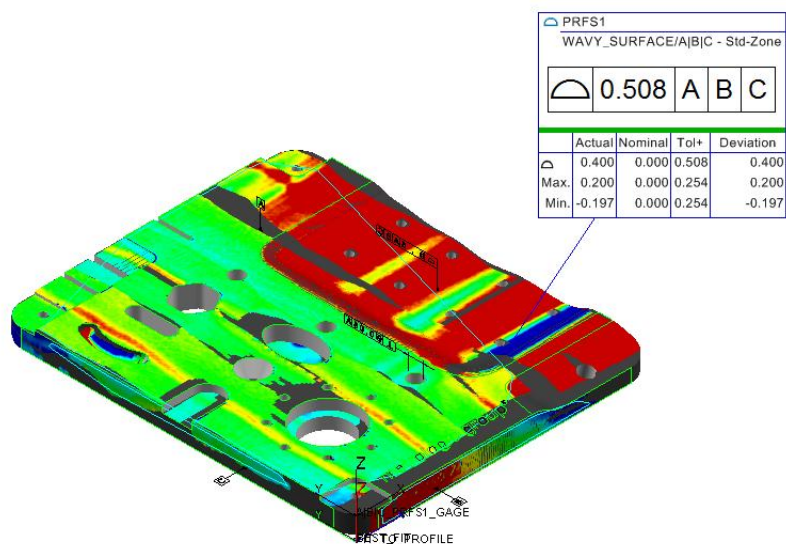 PRFS1
WAVY_SURFACE/A|B|C - Std-Zone
0.508 A B C
Actual Nominal Tol+ Deviation
0.400 0.000 0.508 0.400
Max. 0.200 0.000 0.254 0.200
Min. -0.197 0.000 0.254 -0.197
A
Z
Y X
Z
Y
PRFS1_GAGE
PROFILE